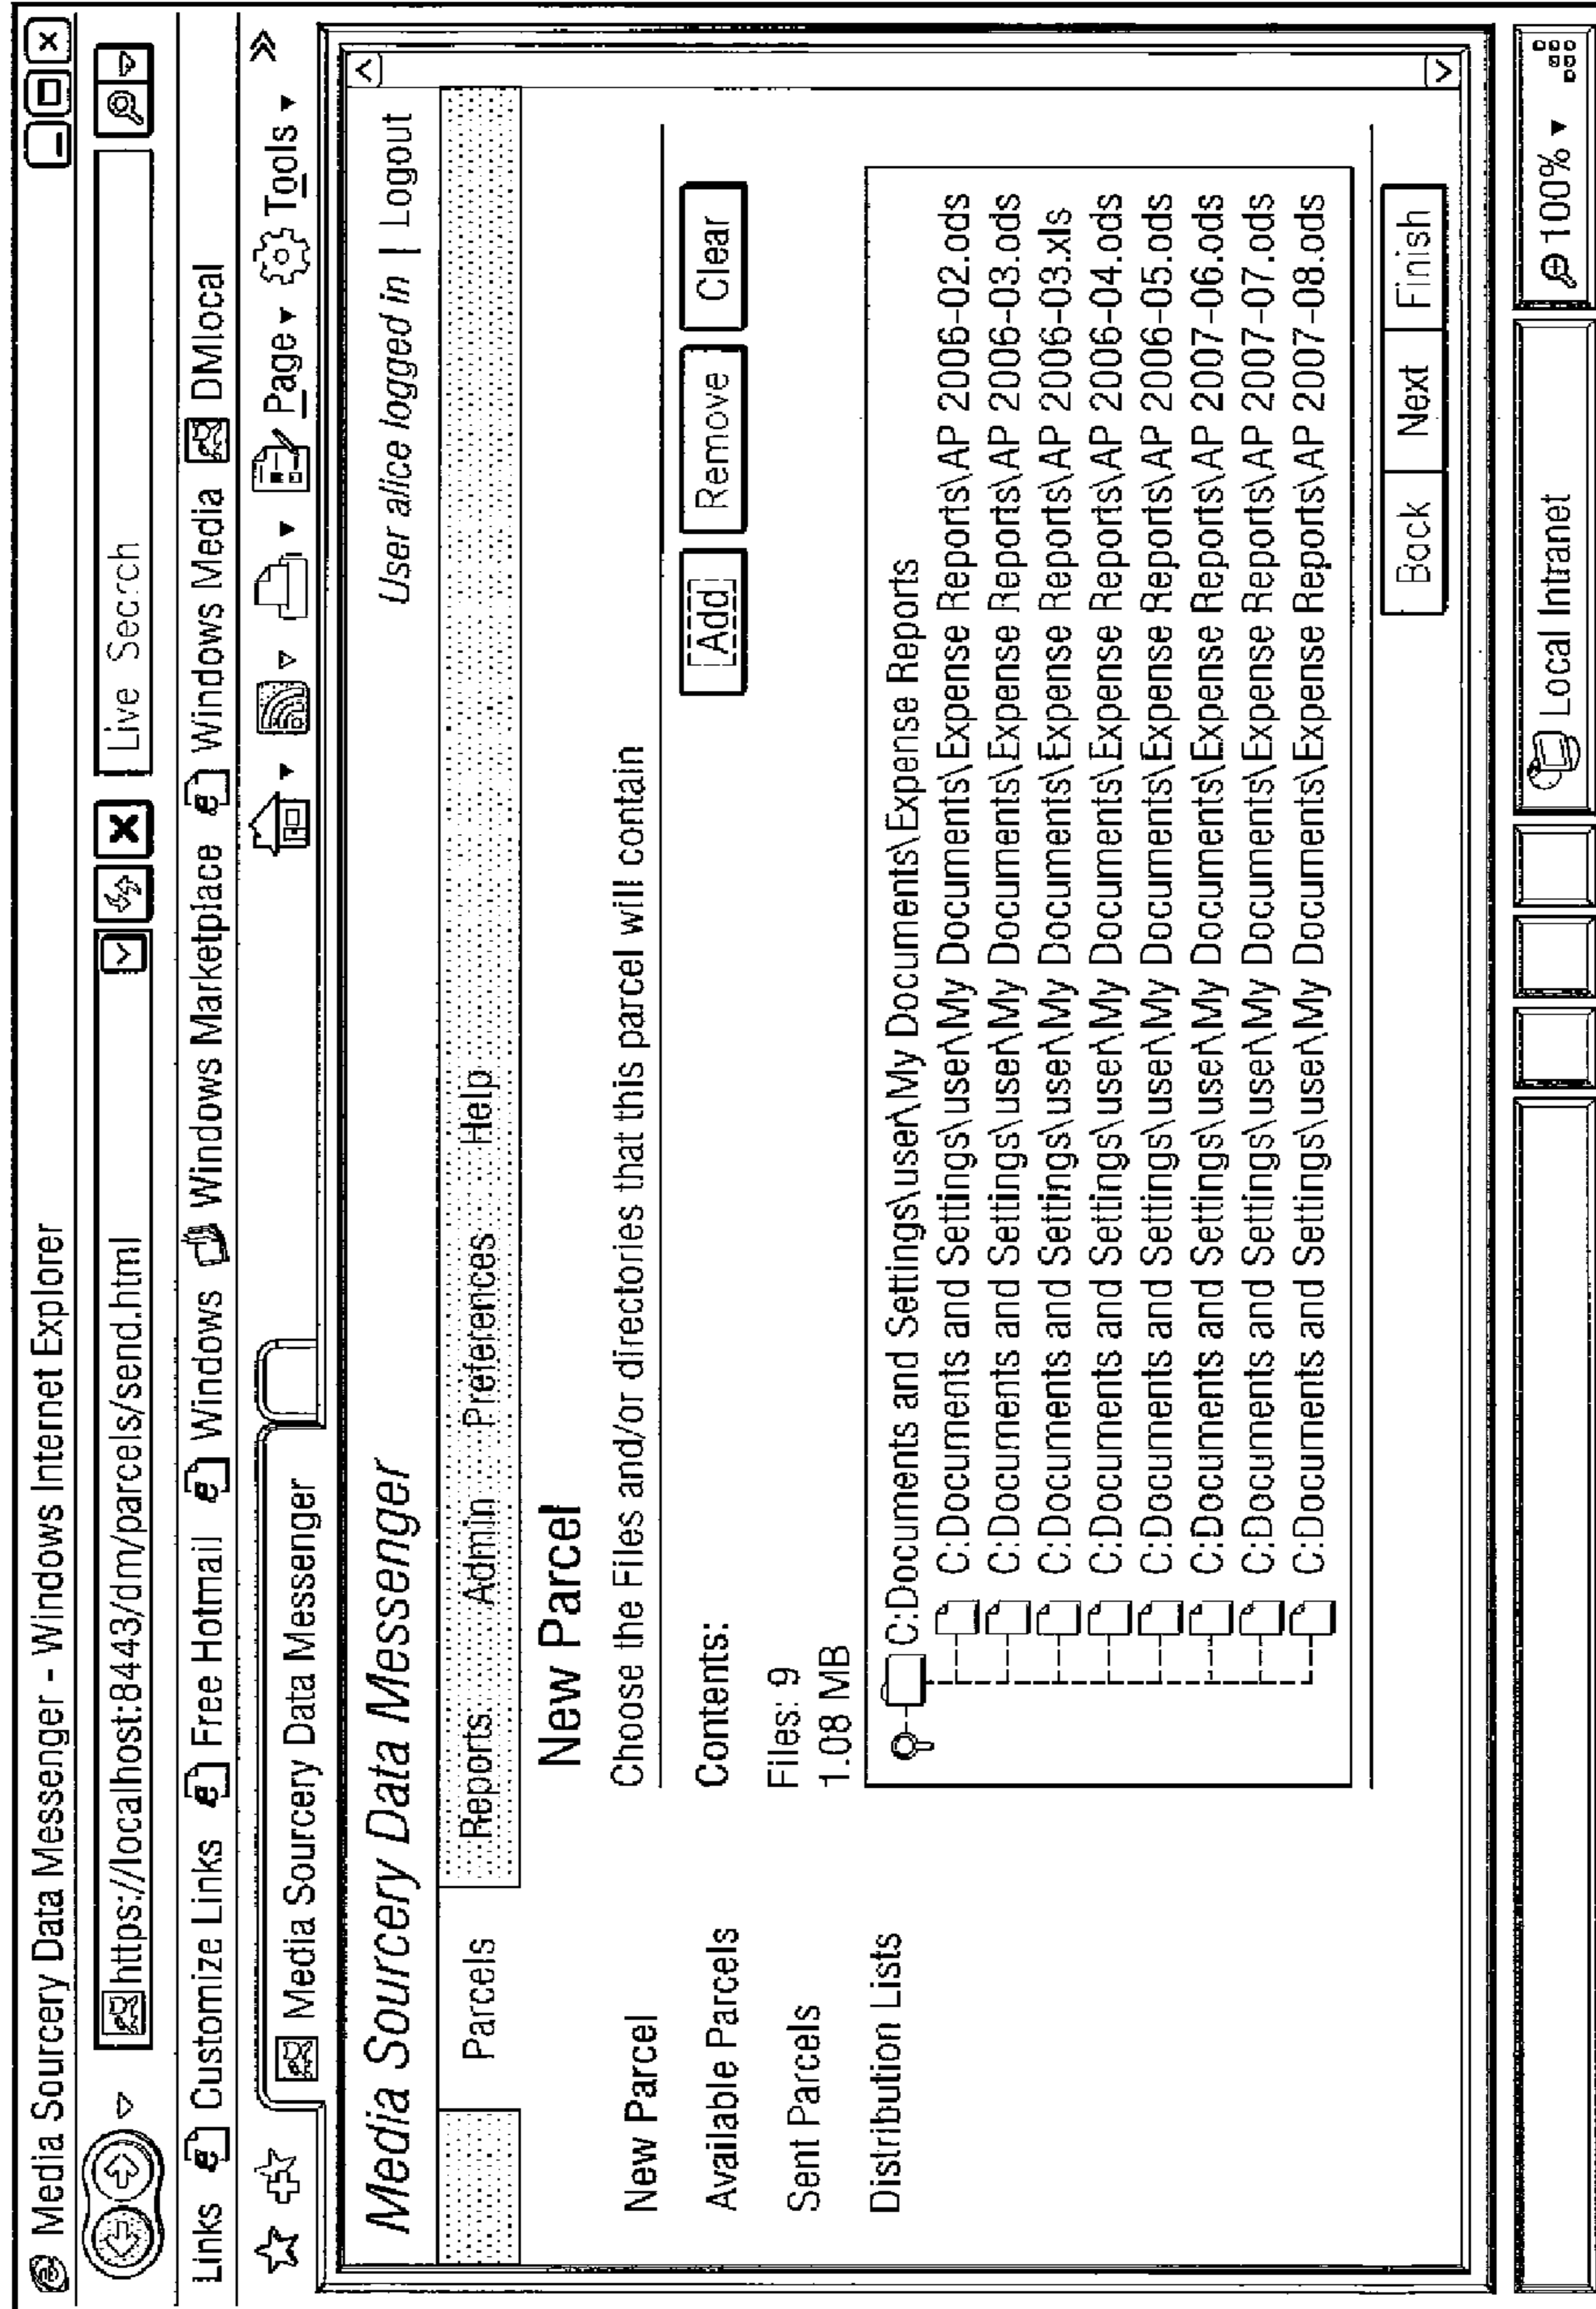 Media Sourcery Data Messenger - Windows Internet Explorer
https://localhost:8443/dm/parcels/send.html
Live Search
Links Customize Links Free Hotmail Windows Windows Marketplace Windows Media DMlocal
Media Sourcery Data Messenger
Page Tools
Media Sourcery Data Messenger
User alice logged in | Logout
Parcels Reports Admin Preferences Help
New Parcel
Available Parcels
Sent Parcels
Distribution Lists
New Parcel
Choose the Files and/or directories that this parcel will contain
Contents:
Add Remove Clear
Files: 9
1.08 MB
C:Documents and Settings\user\My Documents\Expense Reports
C:Documents and Settings\user\My Documents\Expense Reports\AP 2006-02.ods
C:Documents and Settings\user\My Documents\Expense Reports\AP 2006-03.ods
C:Documents and Settings\user\My Documents\Expense Reports\AP 2006-03.xls
C:Documents and Settings\user\My Documents\Expense Reports\AP 2006-04.ods
C:Documents and Settings\user\My Documents\Expense Reports\AP 2006-05.ods
C:Documents and Settings\user\My Documents\Expense Reports\AP 2007-06.ods
C:Documents and Settings\user\My Documents\Expense Reports\AP 2007-07.ods
C:Documents and Settings\user\My Documents\Expense Reports\AP 2007-08.ods
Back Next Finish
Local Intranet
100%